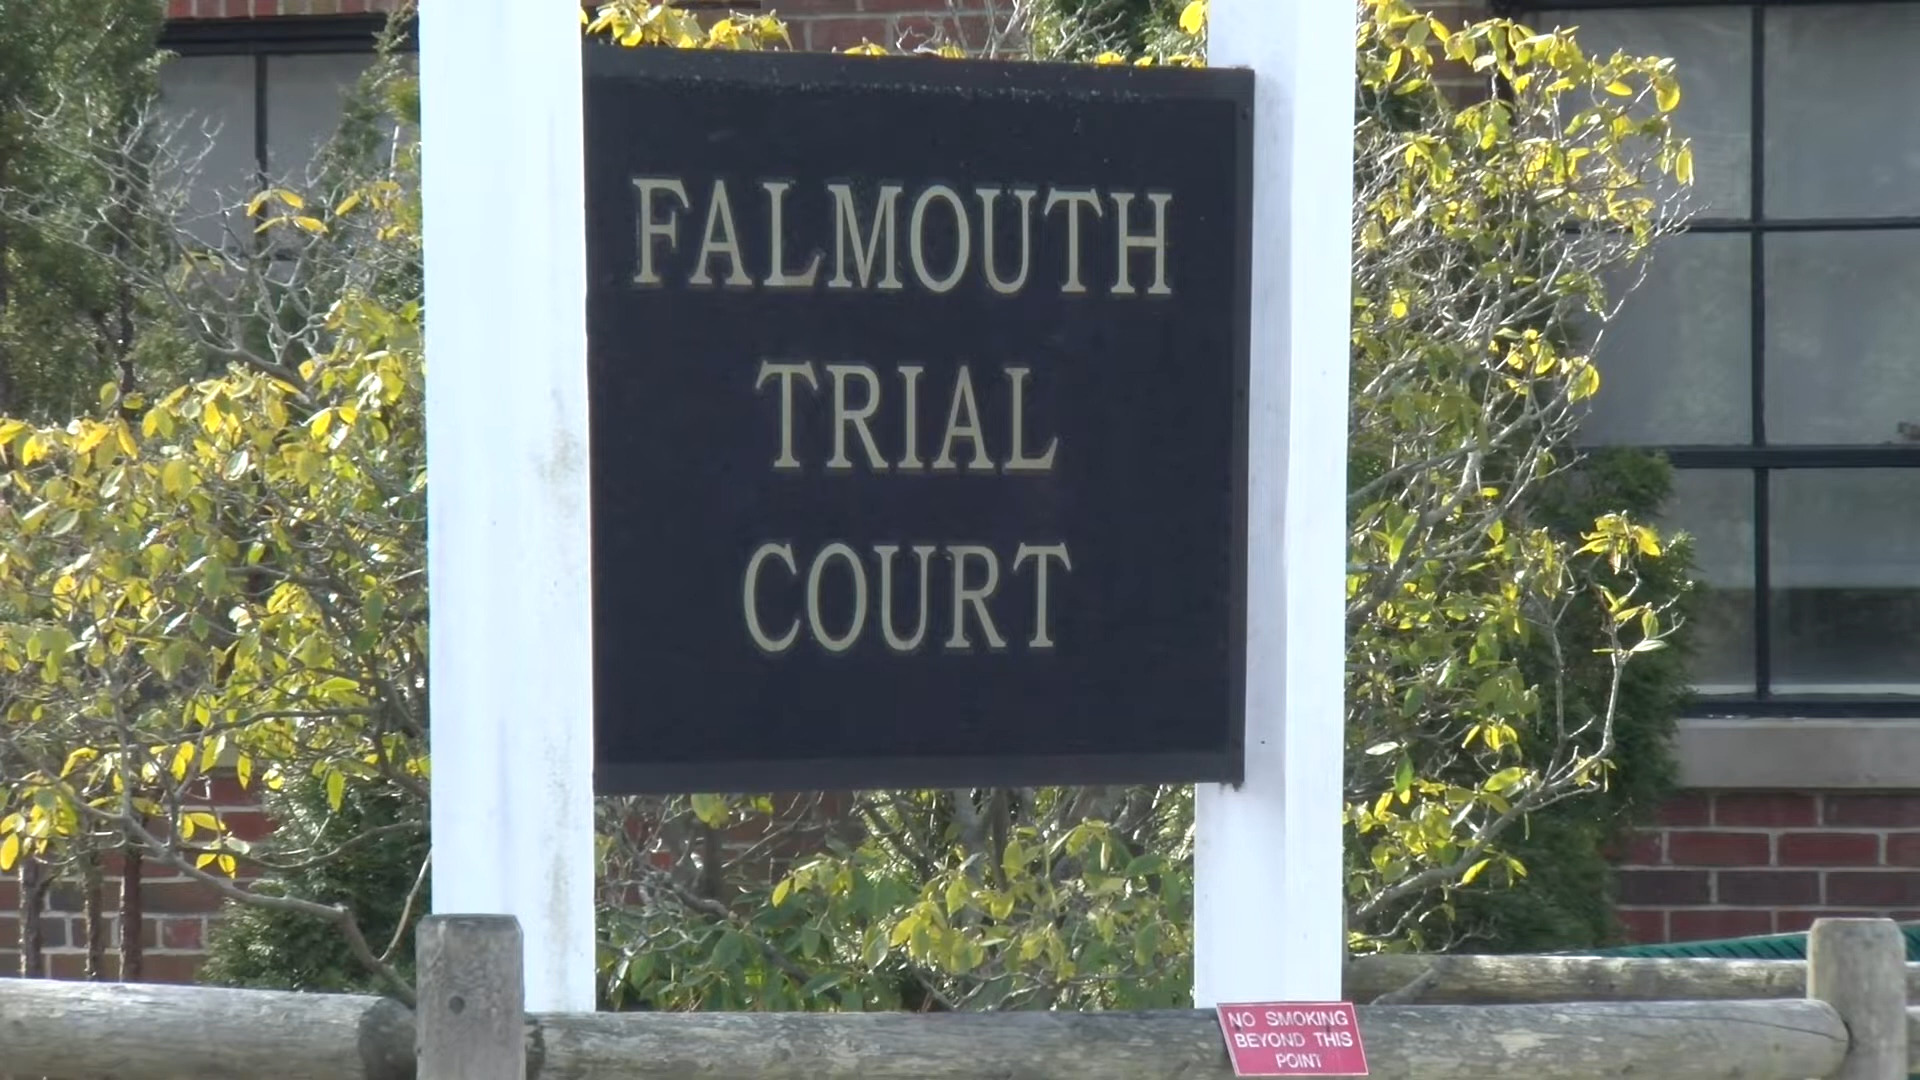 FALMOUTH
TRIAL
COURT
NO SMOKING
BEYOND THIS
POINT